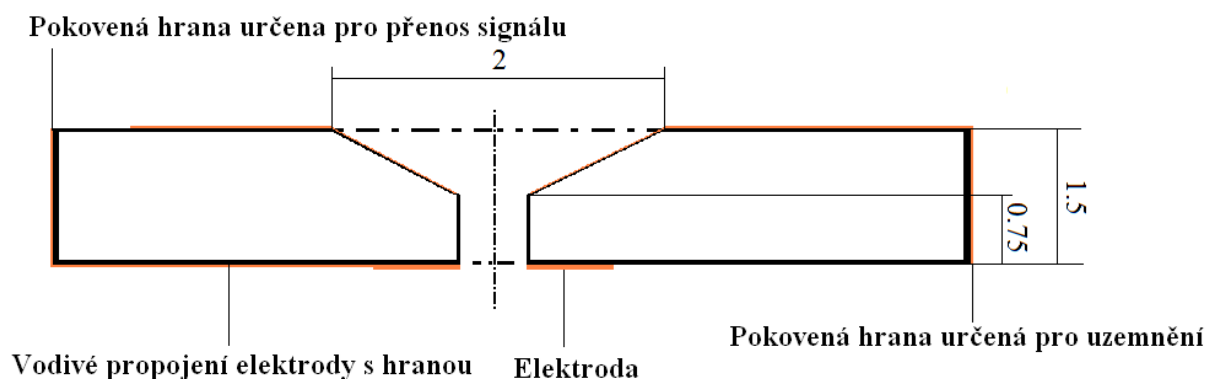 Pokovená hrana určena pro přenos signálu
2
1.5
0.75
Pokovená hrana určená pro uzemnění
Vodivé propojení elektrody s hranou
Elektroda